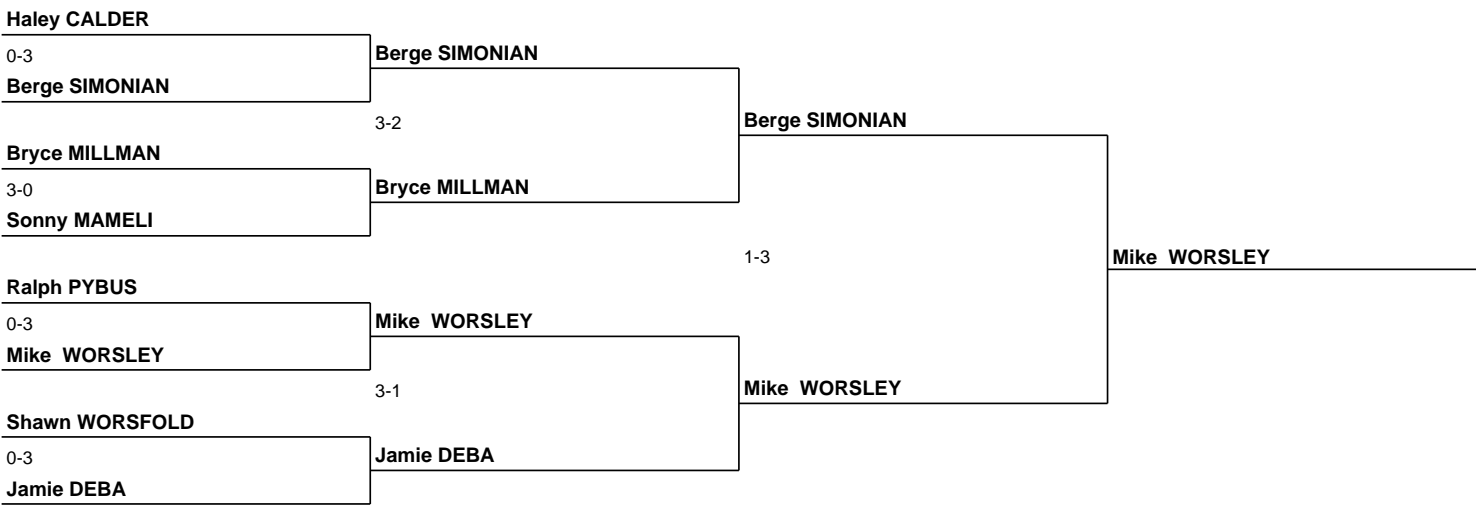 Haley CALDER
0-3
Berge SIMONIAN
Berge SIMONIAN
3-2
Berge SIMONIAN
Bryce MILLMAN
3-0
Bryce MILLMAN
Sonny MAMELI
1-3
Mike  WORSLEY
Ralph PYBUS
0-3
Mike  WORSLEY
Mike  WORSLEY
3-1
Mike  WORSLEY
Shawn WORSFOLD
0-3
Jamie DEBA
Jamie DEBA